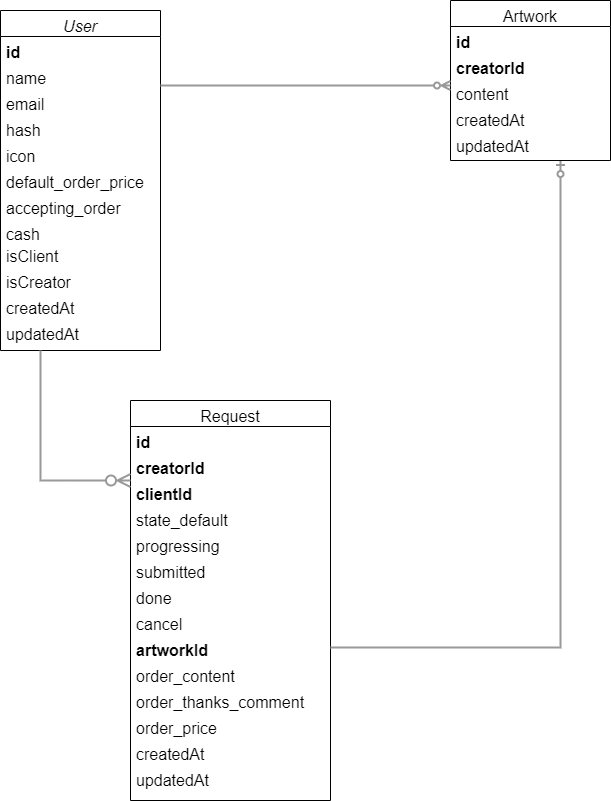 User
id
name
email
hash
icon
default_order_price
accepting_order
cash
isClient
isCreator
createdAt
updatedAt
Artwork
id
creatorId
content
createdAt
updatedAt
Request
id
creatorId
clientId
state_default
progressing
submitted
done
cancel
artworkId
order_content
order_thanks_comment
order_price
createdAt
updatedAt